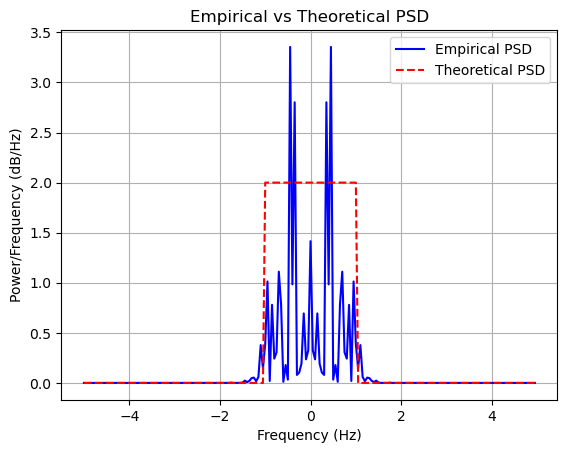 Empirical vs Theoretical PSD
Empirical PSD
Theoretical PSD
Power/Frequency (dB/Hz)
3.5
3.0
2.5
2.0
1.5
1.0
0.5
0.0
−4
−2
0
2
4
Frequency (Hz)